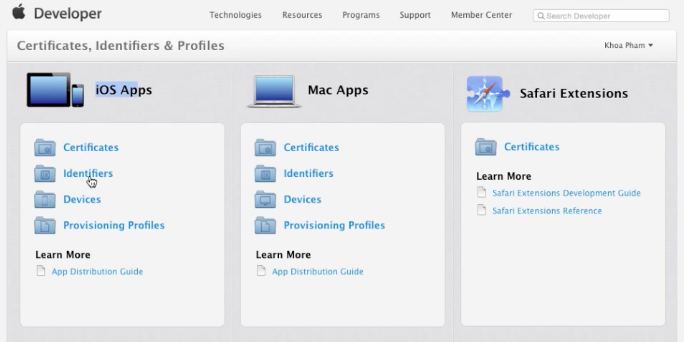 Developer
Technologies Resources Programs Support Member Center Search Developer
Certificates, Identifiers & Profiles
Khoa Pham
iOS Apps
Certificates
Identifiers
Devices
Provisioning Profiles
Learn More
App Distribution Guide
Mac Apps
Certificates
Identifiers
Devices
Provisioning Profiles
Learn More
App Distribution Guide
Safari Extensions
Certificates
Learn More
Safari Extensions Development Guide
Safari Extensions Reference